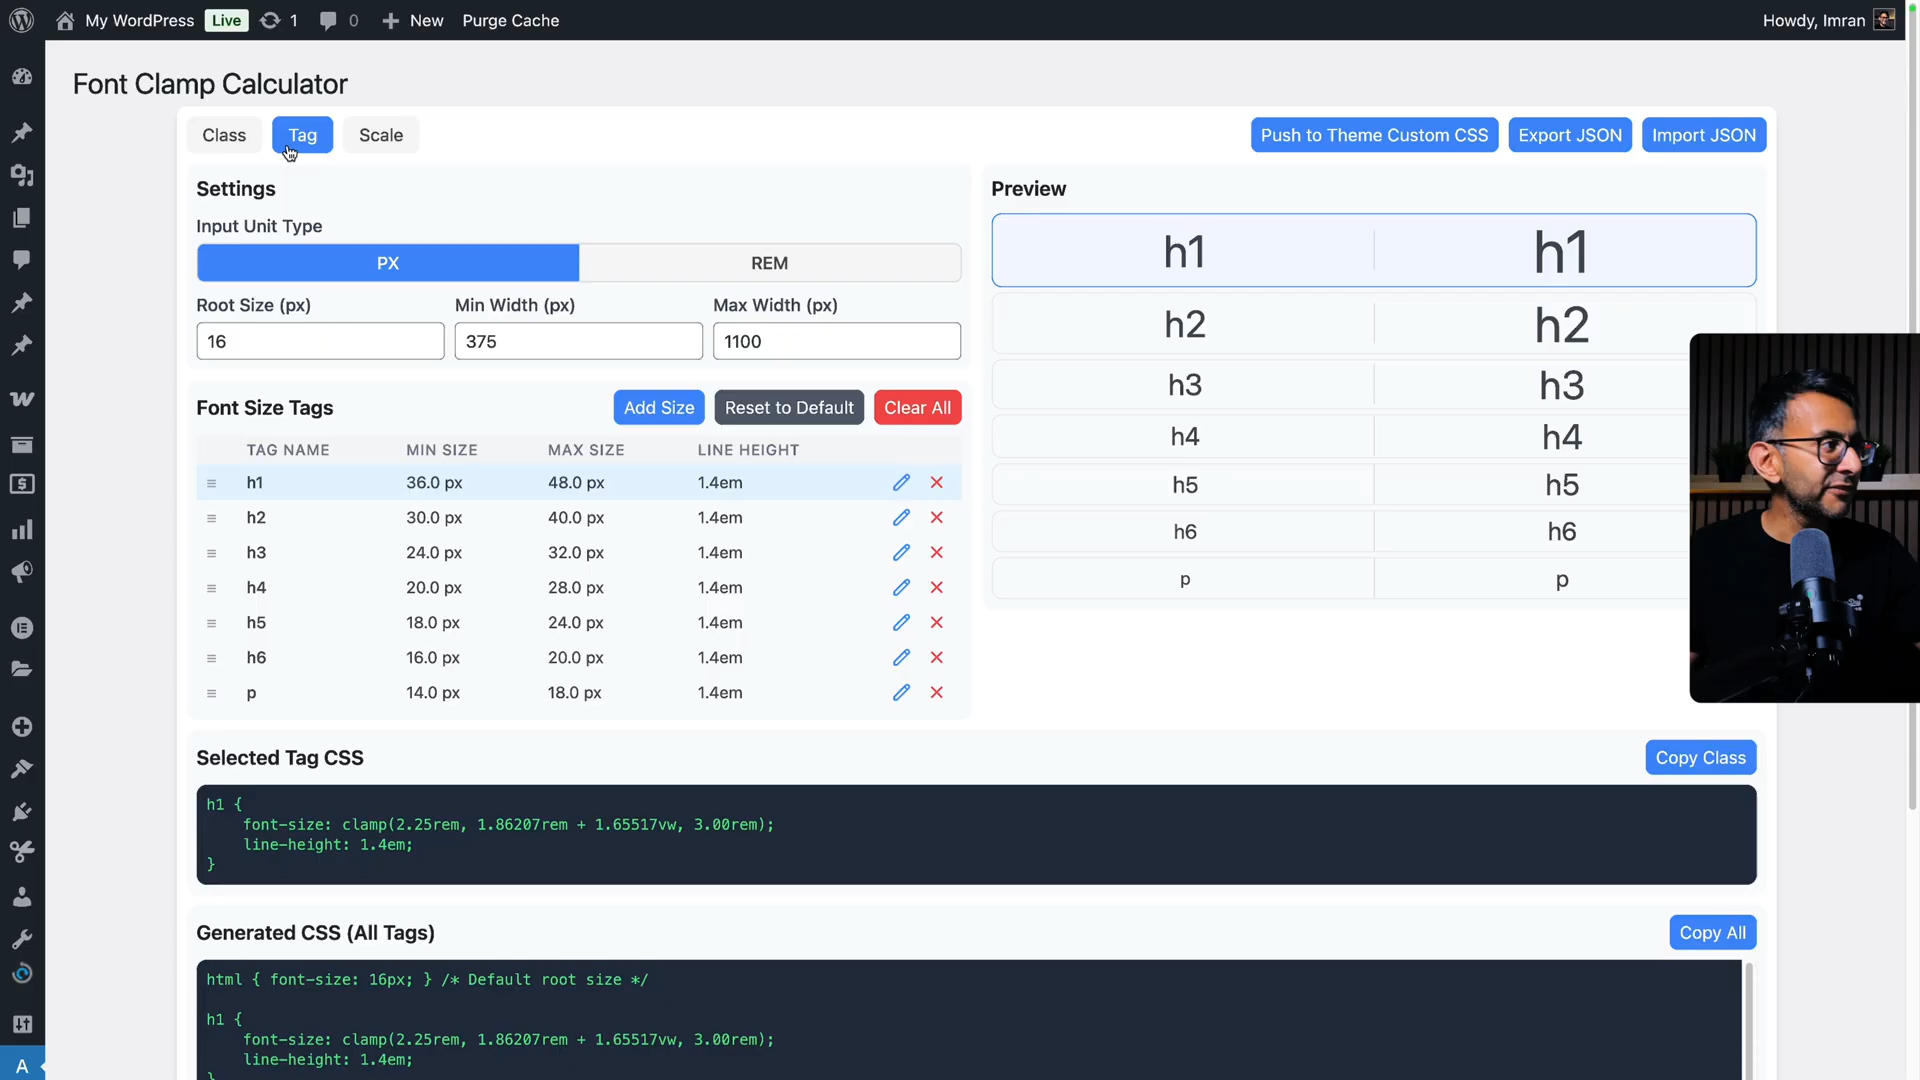 My WordPress Live 1 0 New Purge Cache Howdy, Imran
Font Clamp Calculator
Class Tag Scale Push to Theme Custom CSS Export JSON Import JSON
Settings
Input Unit Type
PX REM
Root Size (px) Min Width (px) Max Width (px)
16 375 1100
Font Size Tags Add Size Reset to Default Clear All
TAG NAME MIN SIZE MAX SIZE LINE HEIGHT
h1 36.0 px 48.0 px 1.4em
h2 30.0 px 40.0 px 1.4em
h3 24.0 px 32.0 px 1.4em
h4 20.0 px 28.0 px 1.4em
h5 18.0 px 24.0 px 1.4em
h6 16.0 px 20.0 px 1.4em
p 14.0 px 18.0 px 1.4em
Preview
h1 h1
h2 h2
h3 h3
h4 h4
h5 h5
h6 h6
p p
Selected Tag CSS Copy Class
h1 {
font-size: clamp(2.25rem, 1.86207rem + 1.65517vw, 3.00rem);
line-height: 1.4em;
}
Generated CSS (All Tags) Copy All
html { font-size: 16px; } /* Default root size */
h1 {
font-size: clamp(2.25rem, 1.86207rem + 1.65517vw, 3.00rem);
line-height: 1.4em;
}
A